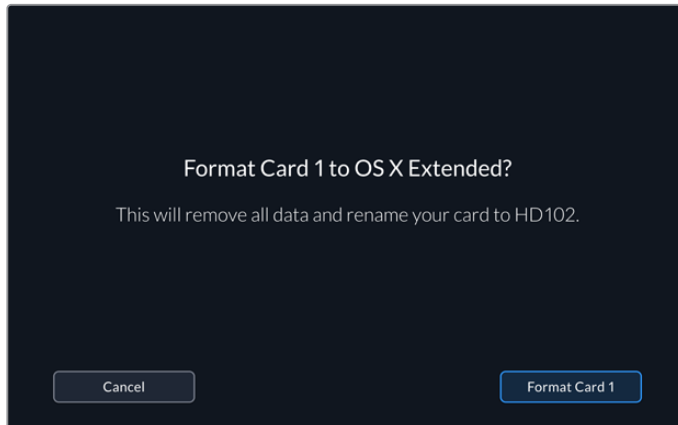 Format Card 1 to OS X Extended?
This will remove all data and rename your card to HD102.
Cancel
Format Card 1